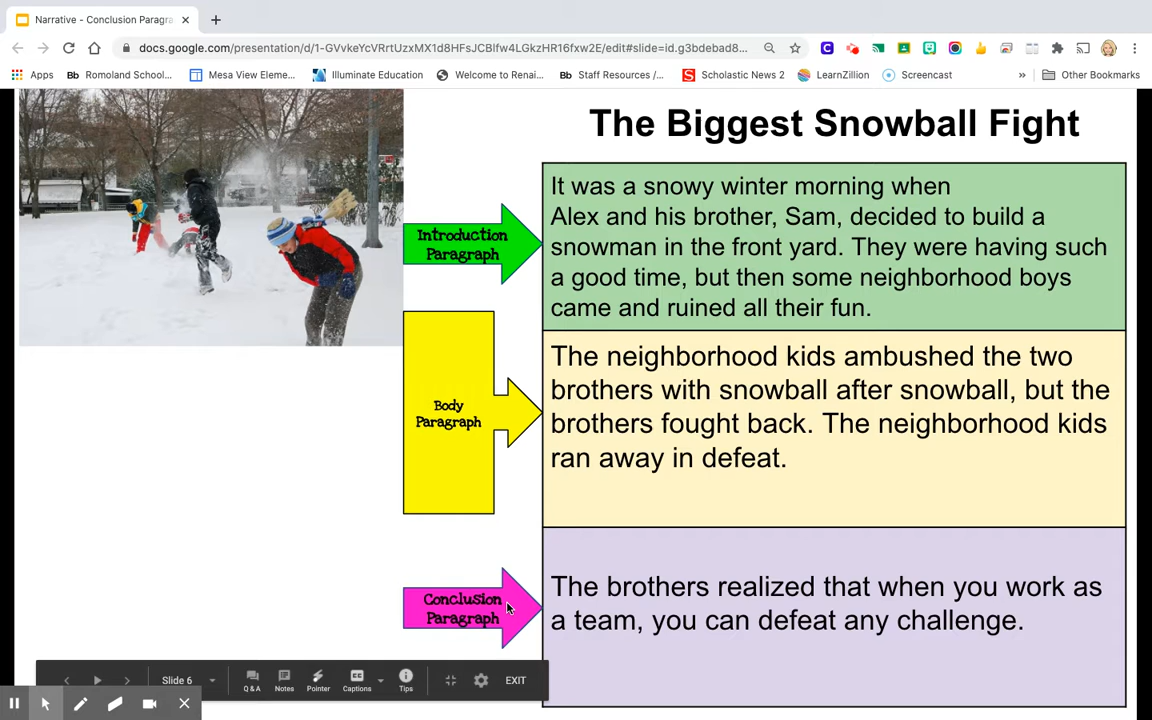 Narrative - Conclusion Paragra
docs.google.com/presentation/d/1-GVvkeYcVRrtUzxMX1d8HFsJCBlfw4LGkzHR16fxw2E/edit#slide=id.g3bdebad8...
Apps
Bb Romoland School...
Mesa View Eleme...
Illuminate Education
Welcome to Renai...
Bb Staff Resources /...
S Scholastic News 2
LearnZillion
Screencast
»
Other Bookmarks
The Biggest Snowball Fight
Introduction
Paragraph
It was a snowy winter morning when
Alex and his brother, Sam, decided to build a
snowman in the front yard. They were having such
a good time, but then some neighborhood boys
came and ruined all their fun.
Body
Paragraph
The neighborhood kids ambushed the two
brothers with snowball after snowball, but the
brothers fought back. The neighborhood kids
ran away in defeat.
Conclusion
Paragraph
The brothers realized that when you work as
a team, you can defeat any challenge.
Slide 6
Q & A
Notes
Pointer
CC
Captions
Tips
EXIT